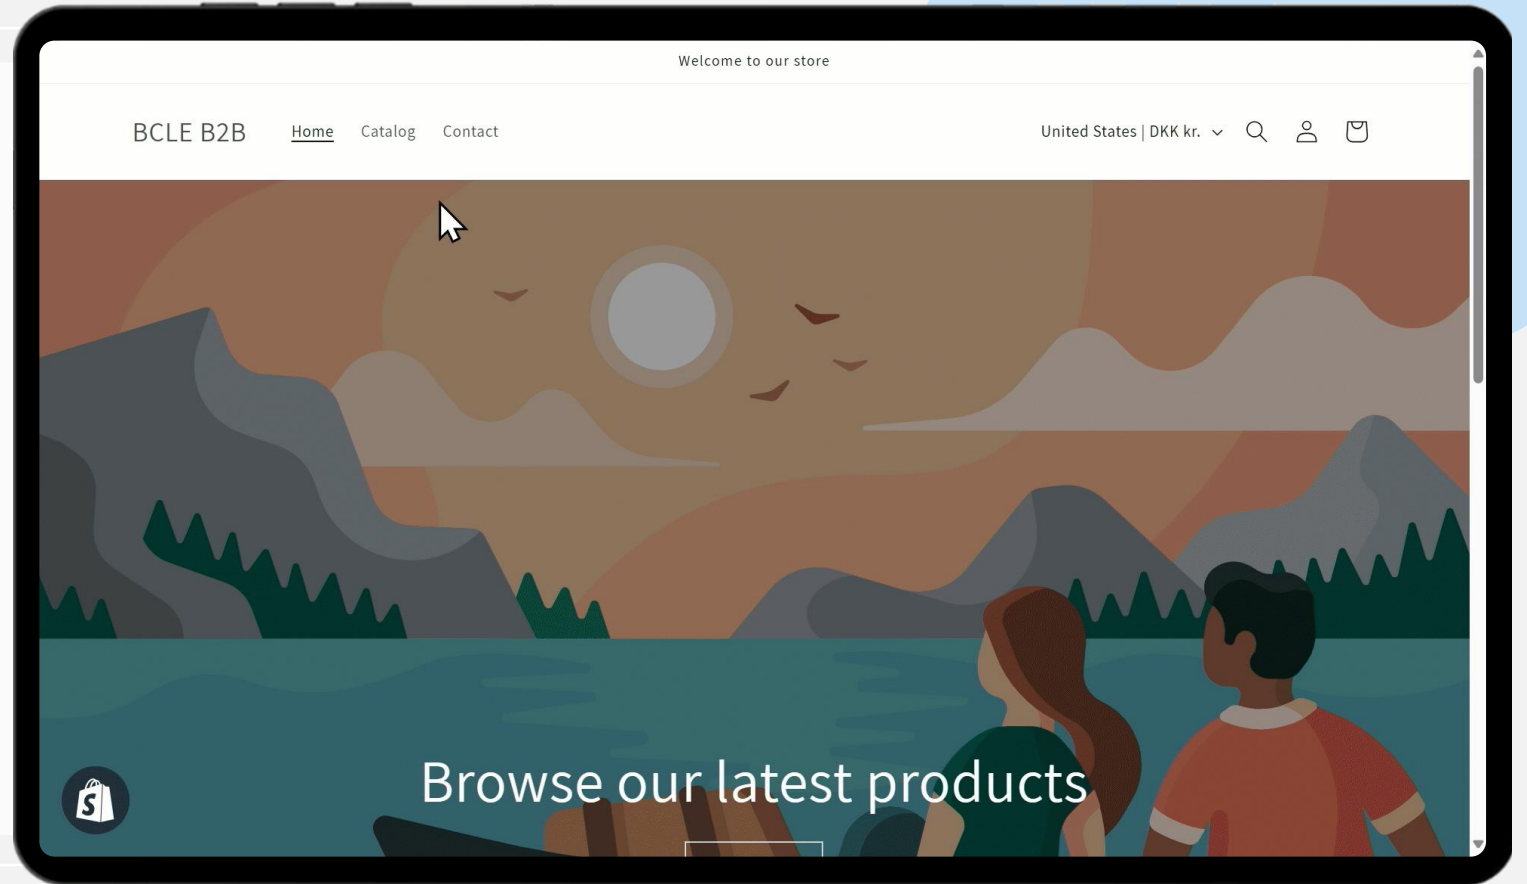 Welcome to our store
BCLE B2B Home Catalog Contact United States | DKK kr.
Browse our latest products